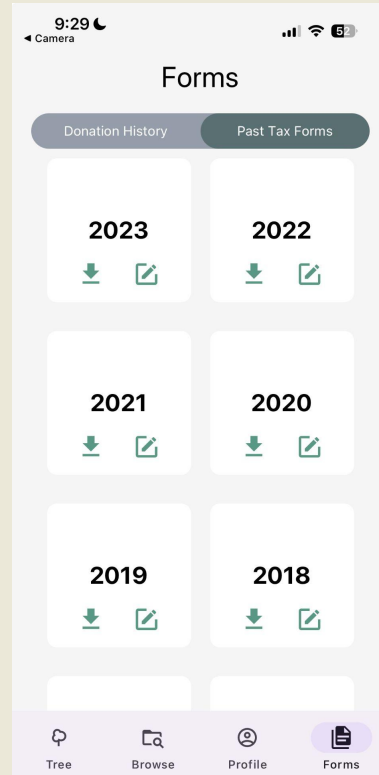 9:29
52
◀ Camera
Forms
Donation History Past Tax Forms
2023 2022
2021 2020
2019 2018
Tree Browse Profile Forms